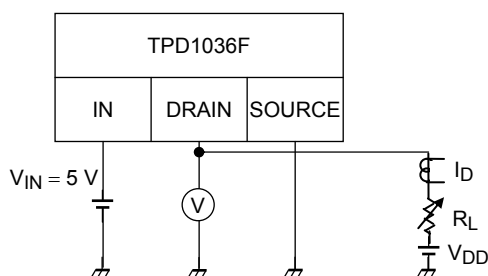 TPD1036F
IN DRAIN SOURCE
V_IN = 5 V
V
I_D
R_L
V_DD